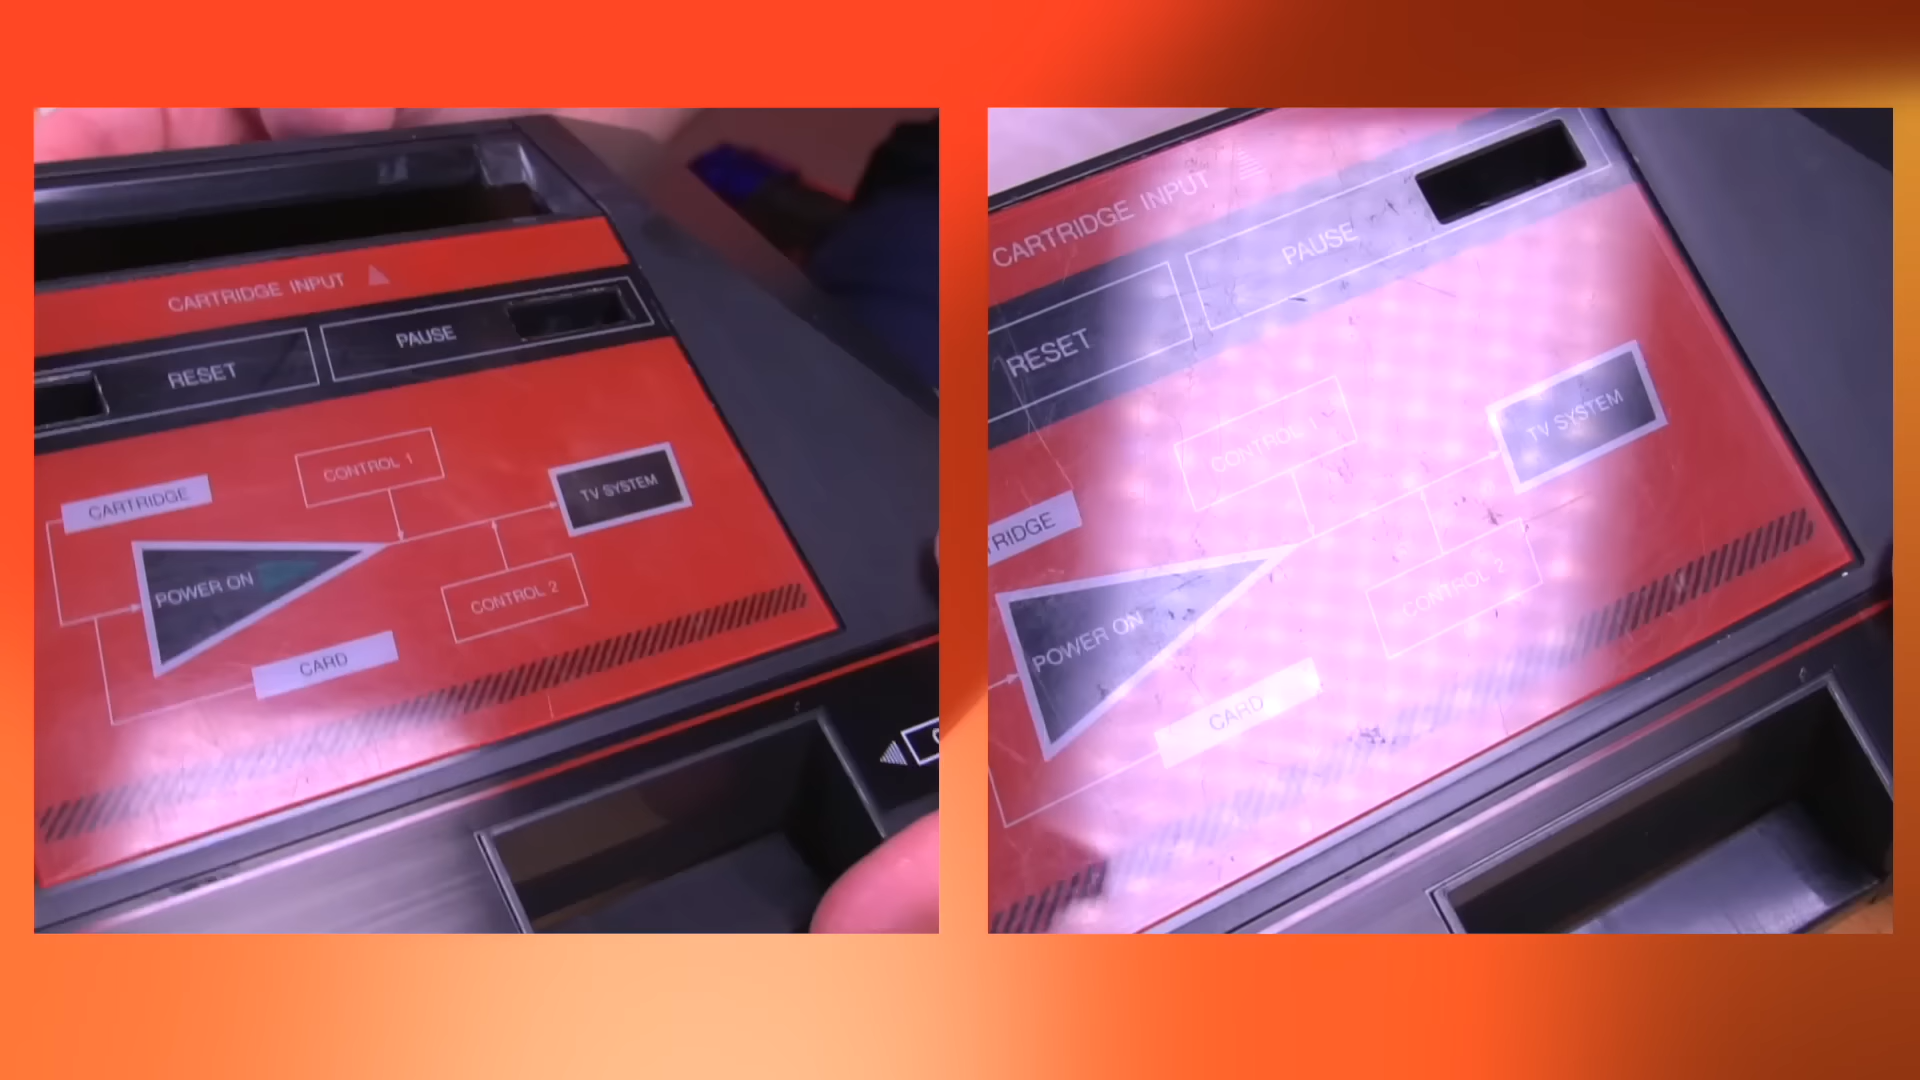 CARTRIDGE INPUT
RESET
PAUSE
CONTROL 1
CARTRIDGE
TV SYSTEM
POWER ON
CONTROL 2
CARD
CARTRIDGE INPUT
PAUSE
RESET
CONTROL 1
TV SYSTEM
TRIDGE
POWER ON
CONTROL 2
CARD